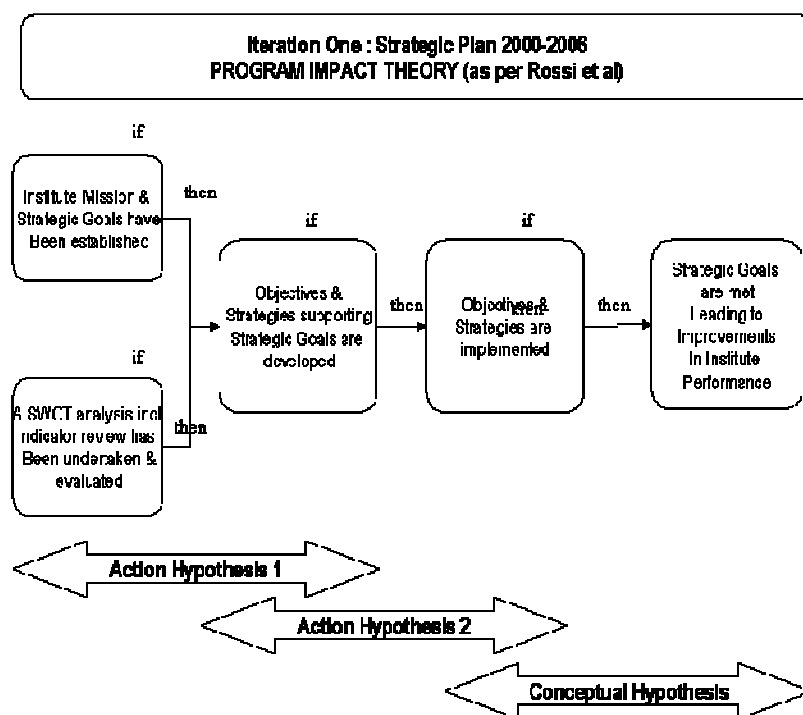 Iteration One : Strategic Plan 2000-2006
PROGRAM IMPACT THEORY (as per Rossi et al)
if
Institute Mission &
Strategic Goals have
Been established
then
if
A SWOT analysis incl
indicator review has
Been undertaken &
evaluated
then
if
Objectives &
Strategies supporting
Strategic Goals are
developed
then
if
Objectives &
then
Strategies are
implemented
then
Strategic Goals
are met
Leading to
Improvements
In Institute
Performance
Action Hypothesis 1
Action Hypothesis 2
Conceptual Hypothesis